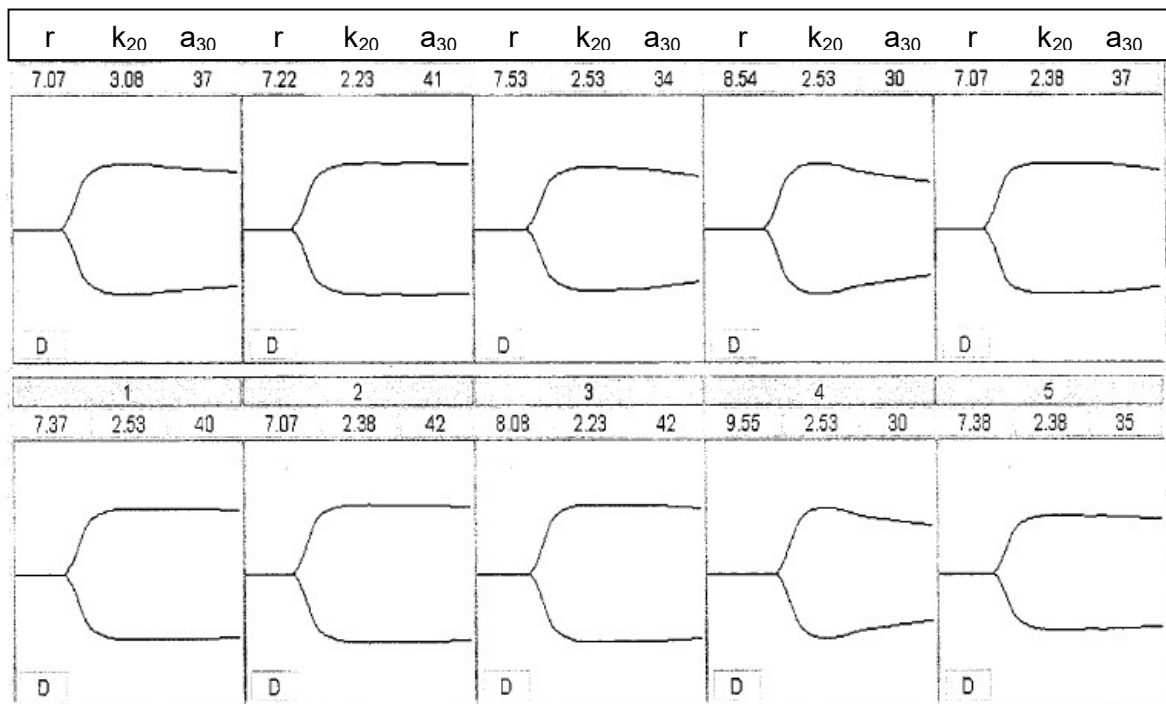 r k₂₀ a₃₀ r k₂₀ a₃₀ r k₂₀ a₃₀ r k₂₀ a₃₀ r k₂₀ a₃₀
7.07 3.08 37 7.22 2.23 41 7.53 2.53 34 8.54 2.53 30 7.07 2.38 37
D D D D D
1 2 3 4 5
7.37 2.53 40 7.07 2.38 42 8.08 2.23 42 9.55 2.53 30 7.38 2.38 35
D D D D D